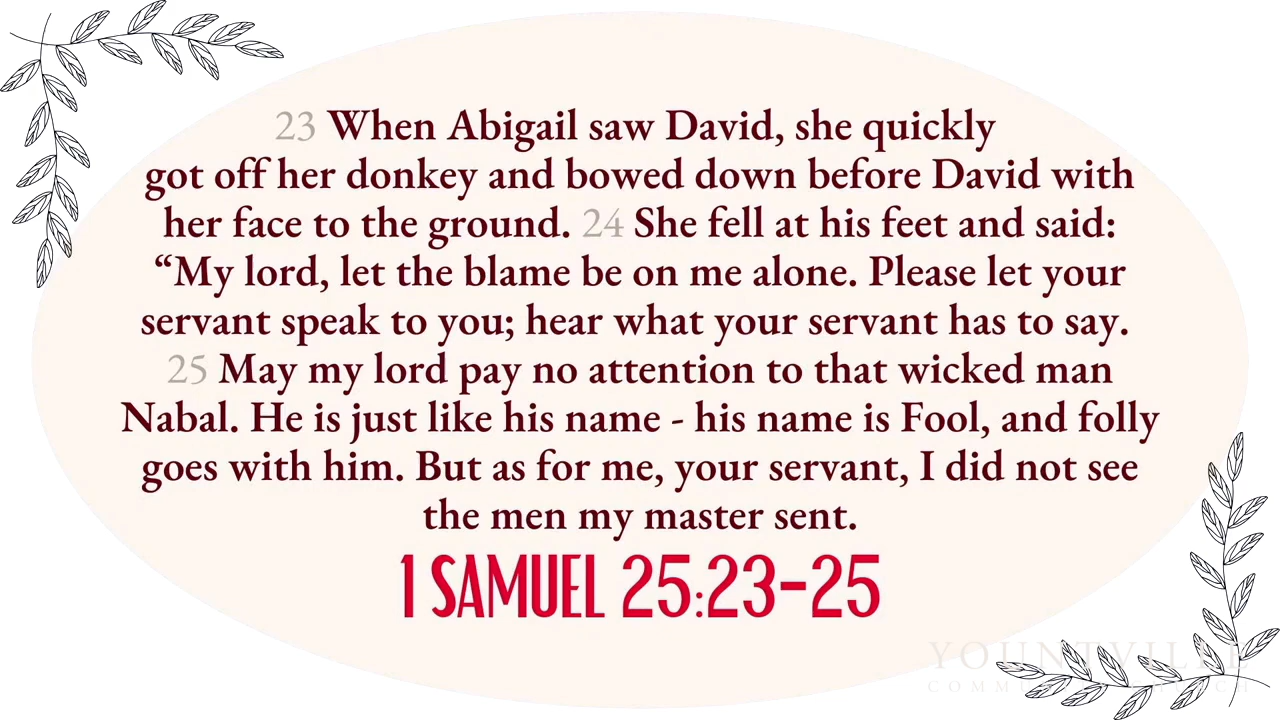 23 When Abigail saw David, she quickly
got off her donkey and bowed down before David with
her face to the ground. 24 She fell at his feet and said:
“My lord, let the blame be on me alone. Please let your
servant speak to you; hear what your servant has to say.
25 May my lord pay no attention to that wicked man
Nabal. He is just like his name - his name is Fool, and folly
goes with him. But as for me, your servant, I did not see
the men my master sent.
1 SAMUEL 25:23-25
YOUNTVILLE